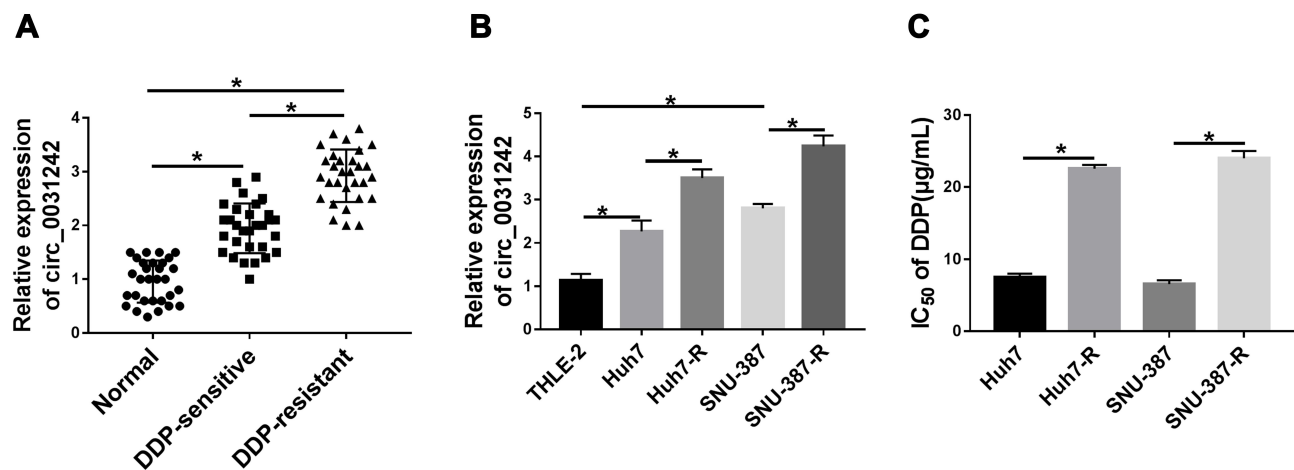 A
Relative expression
of circ_0031242
4
3
2
1
0
*
*
*
Normal
DDP-sensitive
DDP-resistant
B
Relative expression
of circ_0031242
5
4
3
2
1
0
*
*
*
*
THLE-2
Huh7
Huh7-R
SNU-387
SNU-387-R
C
IC50 of DDP(μg/mL)
30
20
10
0
*
*
Huh7
Huh7-R
SNU-387
SNU-387-R